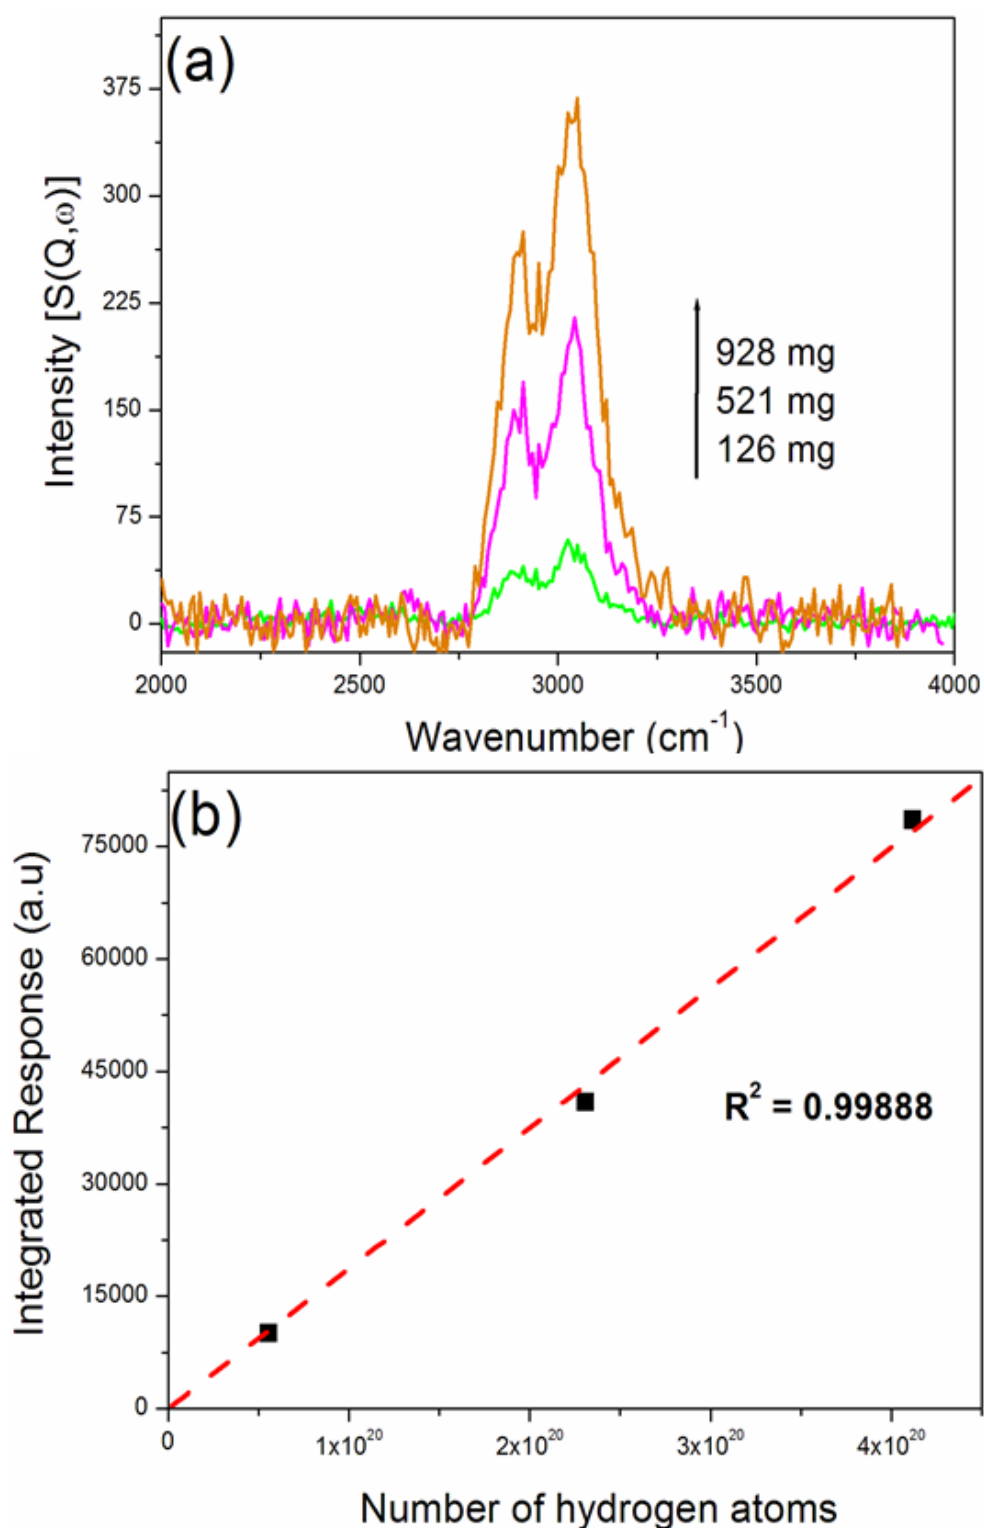 (a)
Intensity [S(Q,ω)]
375
300
225
150
75
0
928 mg
521 mg
126 mg
2000 2500 3000 3500 4000
Wavenumber (cm⁻¹)
(b)
Integrated Response (a.u)
75000
60000
45000
30000
15000
0
R² = 0.99888
0 1x10²⁰ 2x10²⁰ 3x10²⁰ 4x10²⁰
Number of hydrogen atoms